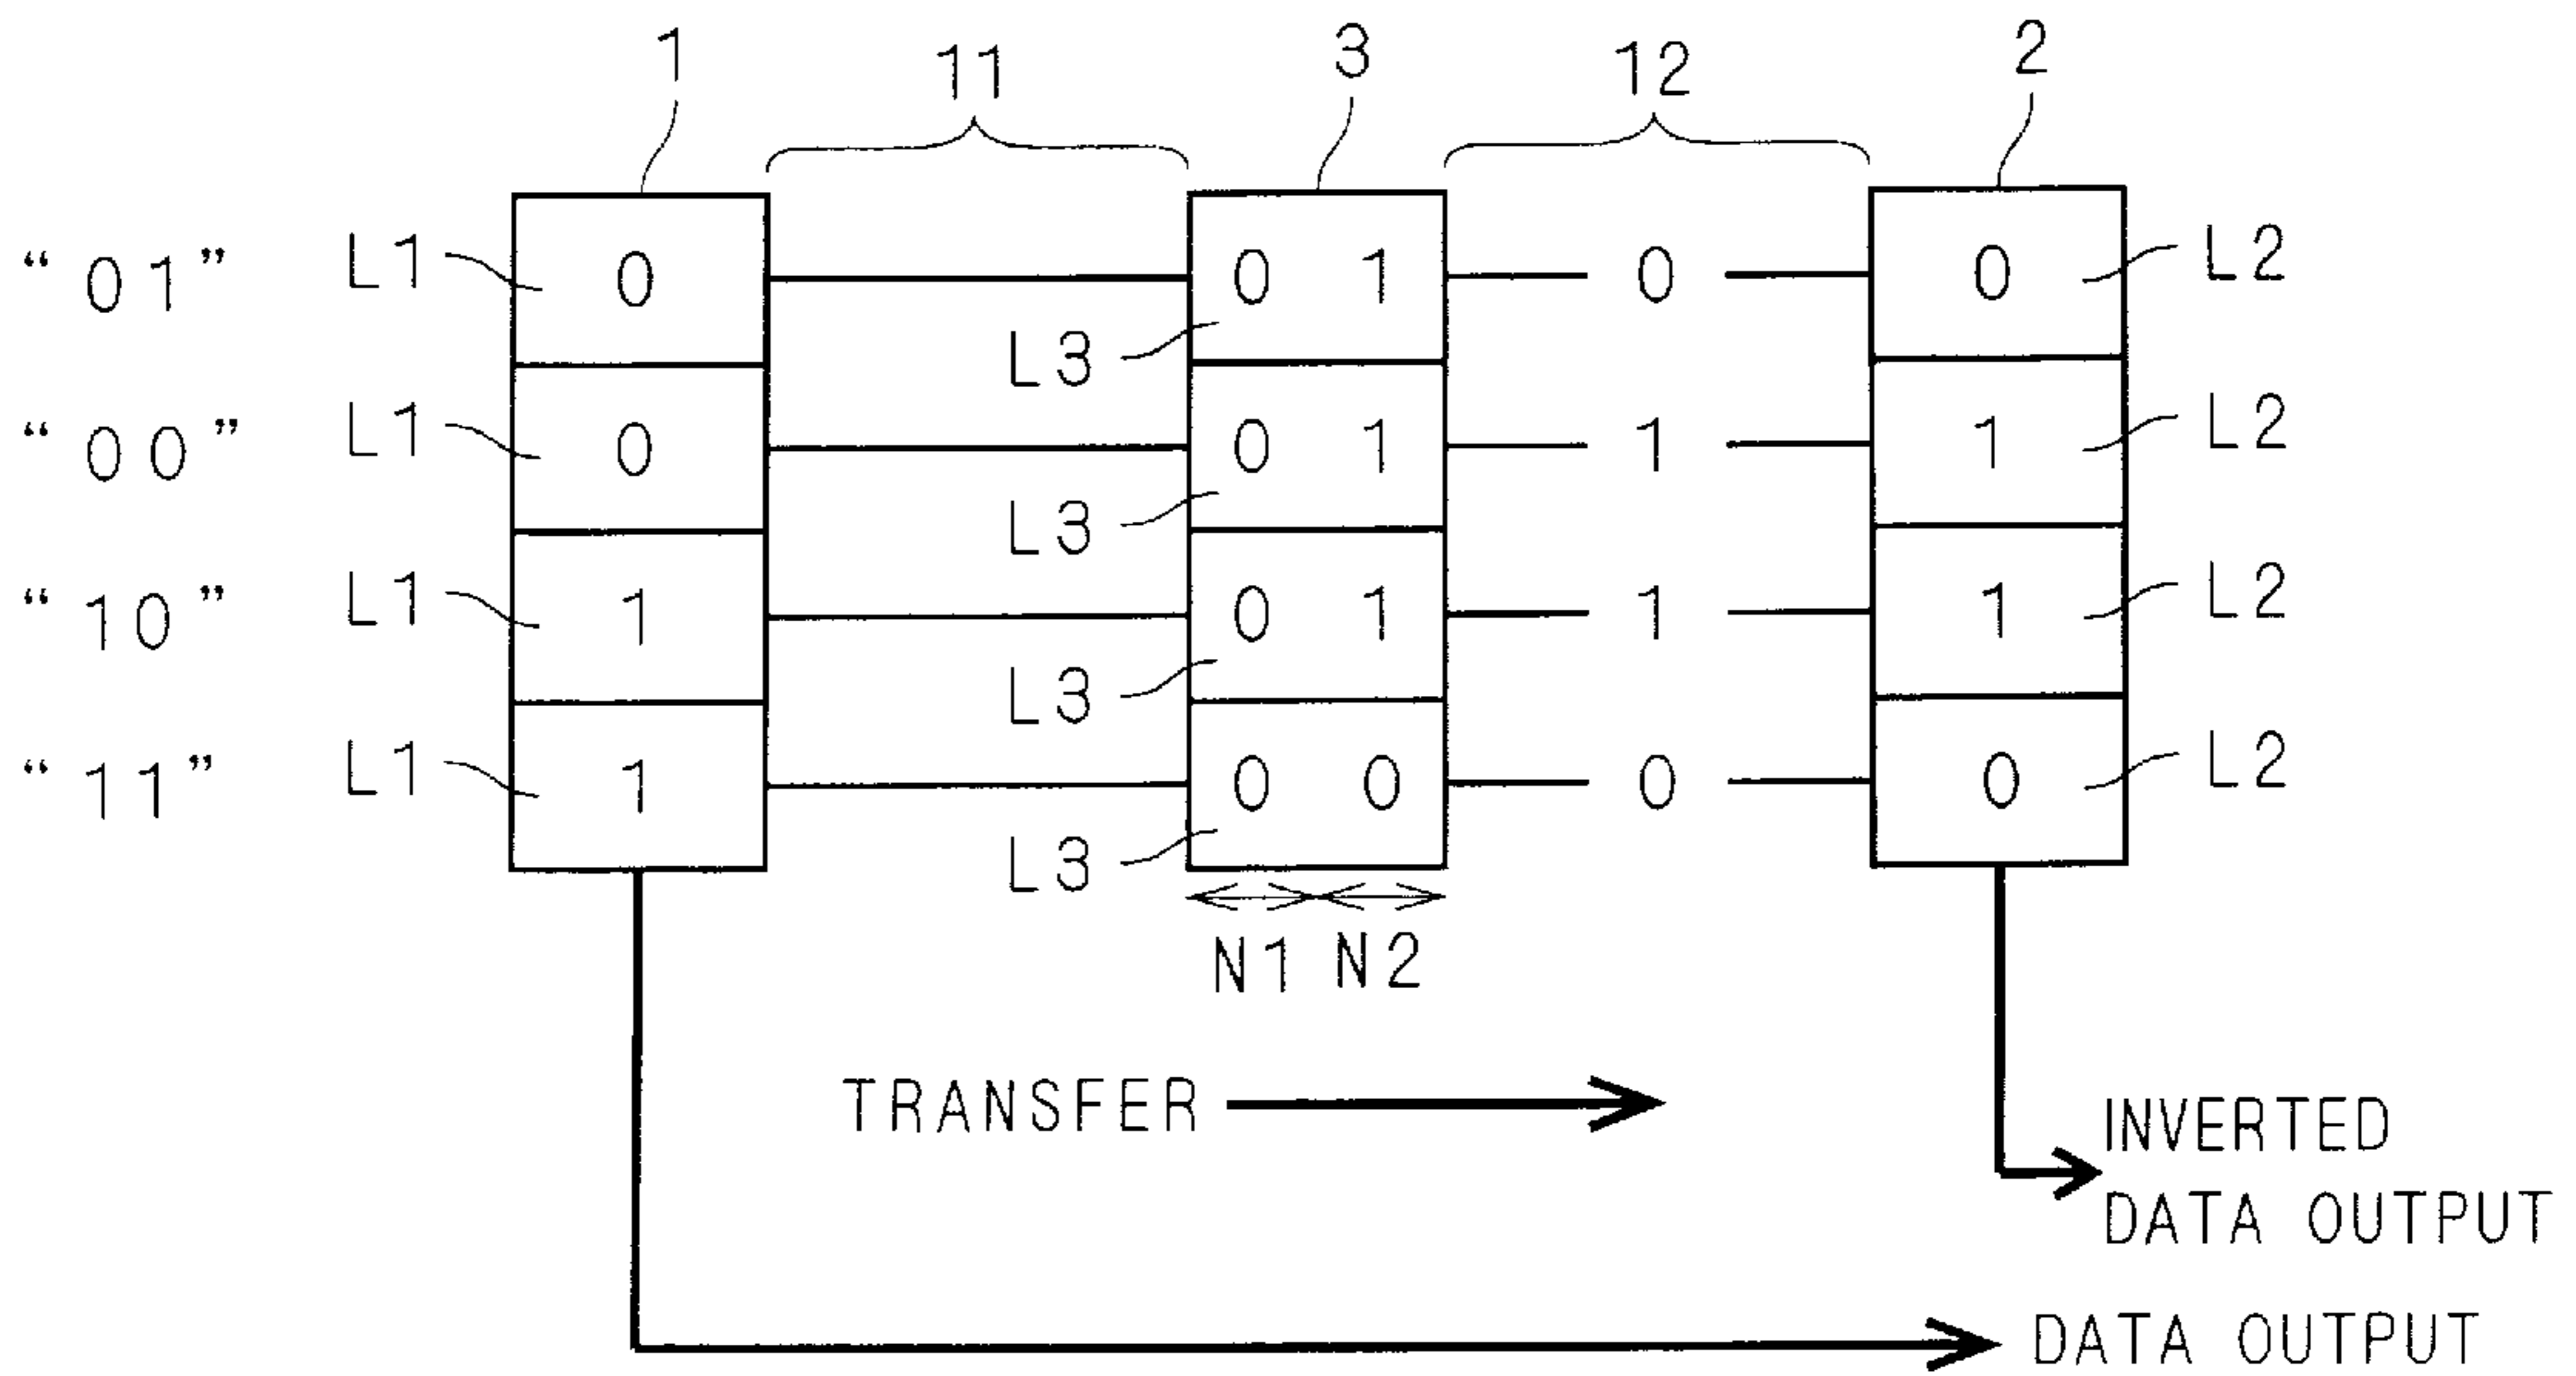 1 11 3 12 2
“01” L1 0 0 1 0 0 L2
L3
“00” L1 0 0 1 1 1 L2
L3
“10” L1 1 0 1 1 1 L2
L3
“11” L1 1 0 0 0 0 L2
L3
N1 N2
TRANSFER
INVERTED
DATA OUTPUT
DATA OUTPUT